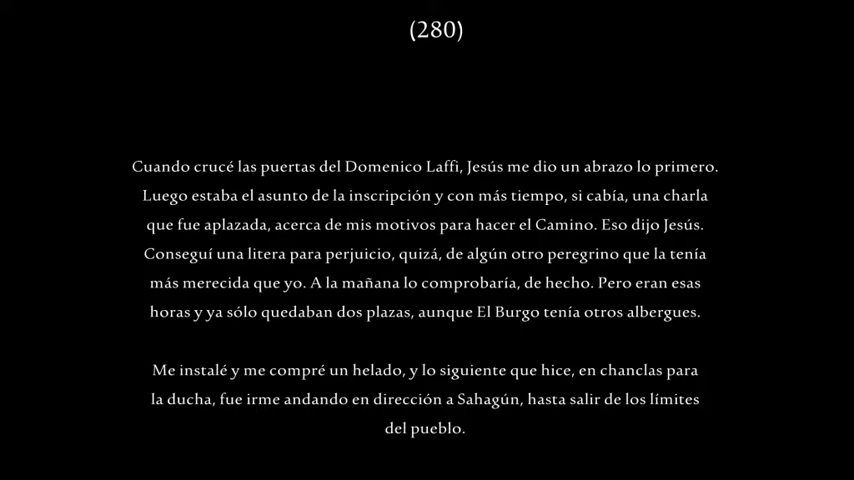 (280)
Cuando crucé las puertas del Domenico Laffi, Jesús me dio un abrazo lo primero.
Luego estaba el asunto de la inscripción y con más tiempo, si cabía, una charla
que fue aplazada, acerca de mis motivos para hacer el Camino. Eso dijo Jesús.
Conseguí una litera para perjuicio, quizá, de algún otro peregrino que la tenía
más merecida que yo. A la mañana lo comprobaría, de hecho. Pero eran esas
horas y ya sólo quedaban dos plazas, aunque El Burgo tenía otros albergues.
Me instalé y me compré un helado, y lo siguiente que hice, en chanclas para
la ducha, fue irme andando en dirección a Sahagún, hasta salir de los límites
del pueblo.